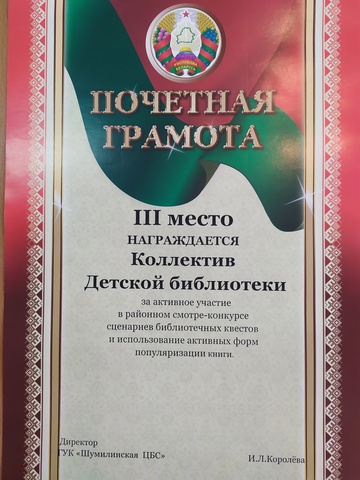 ПОЧЕТНАЯ
ГРАМОТА
III место
НАГРАЖДАЕТСЯ
Коллектив
Детской библиотеки
за активное участие
в районном смотре-конкурсе
сценариев библиотечных квестов
и использование активных форм
популяризации книги.
Директор
ГУК «Шумилинская ЦБС»
И.Л.Королёва